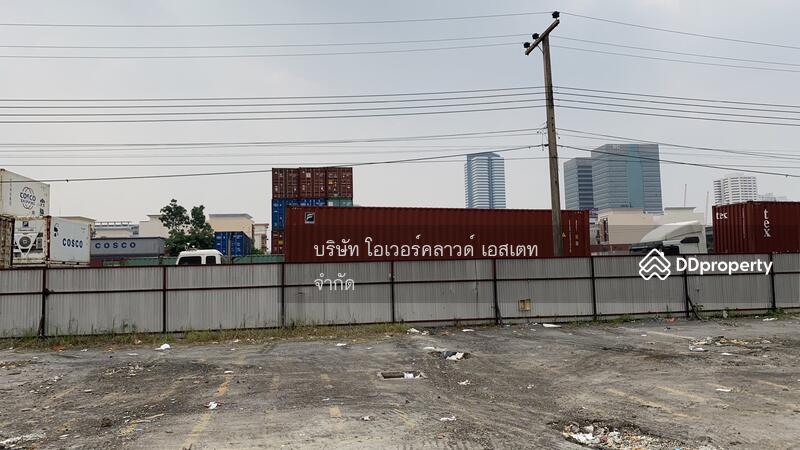 COSCO
COSCO
COSCO
tex
tex
บริษัท โอเวอร์คลาวด์ เอสเตท
จำกัด
DDproperty